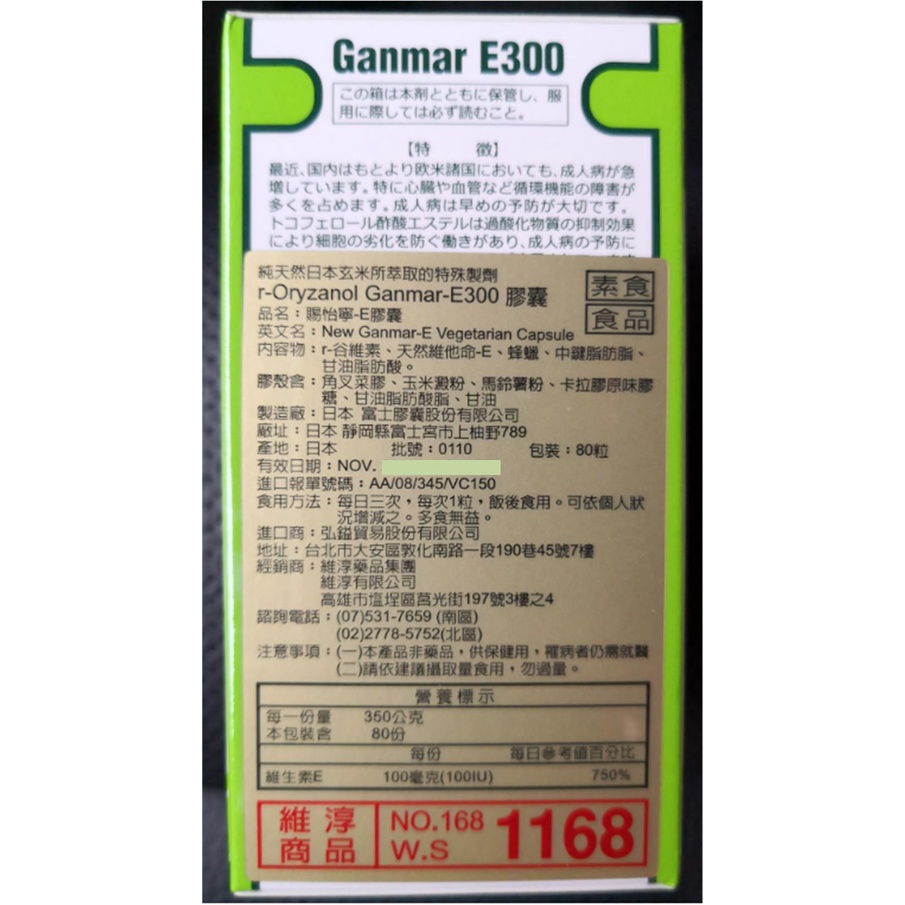 Ganmar E300
この箱は本剤とともに保管し、服
用に際しては必ず読むこと。
【特　徴】
最近、国内はもとより欧米諸国においても、成人病が急
増しています。特に心臓や血管など循環機能の障害が
多くを占めます。成人病は早めの予防が大切です。
トコフェロール酢酸エステルは過酸化物質の抑制効果
により細胞の劣化を防ぐ働きがあり、成人病の予防に
純天然日本玄米所萃取的特殊製劑
r-Oryzanol Ganmar-E300 膠囊
素食
食品
品名：賜怡寧-E膠囊
英文名：New Ganmar-E Vegetarian Capsule
內容物：r-谷維素、天然維他命-E、蜂蠟、中鍵脂肪脂、
甘油脂肪酸。
膠殼含：角叉菜膠、玉米澱粉、馬鈴薯粉、卡拉膠原味膠
糖、甘油脂肪酸脂、甘油
製造廠：日本 富士膠囊股份有限公司
廠址：日本 靜岡縣富士宮市上柚野789
產地：日本 批號：0110 包裝：80粒
有效日期：NOV.
進口報單號碼：AA/08/345/VC150
食用方法：每日三次，每次1粒，飯後食用。可依個人狀
況增減之。多食無益。
進口商：弘鎰貿易股份有限公司
地址：台北市大安區敦化南路一段190巷45號7樓
經銷商：維淳藥品集團
維淳有限公司
高雄市塩埕區莒光街197號3樓之4
諮詢電話：(07)531-7659 (南區)
(02)2778-5752(北區)
注意事項：(一)本產品非藥品，供保健用，罹病者仍需就醫
(二)請依建議攝取量食用，勿過量。
營養標示
每一份量 350公克
本包裝含 80份
每份 每日參考值百分比
維生素E 100毫克(100IU) 750%
維淳 NO.168 1168
商品 W.S